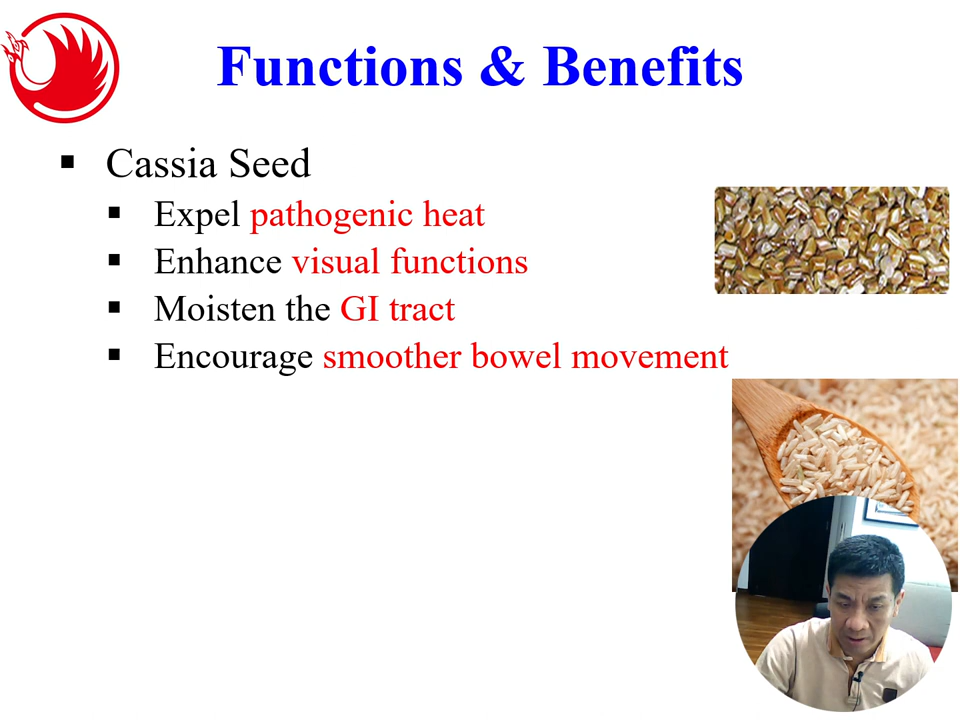 Functions & Benefits
Cassia Seed
Expel pathogenic heat
Enhance visual functions
Moisten the GI tract
Encourage smoother bowel movement